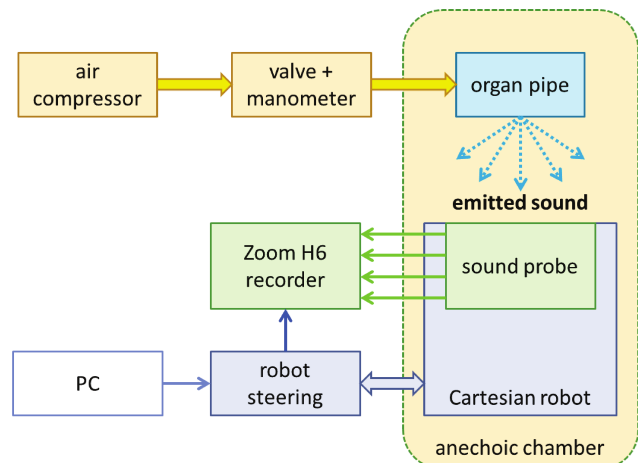 air
compressor
valve +
manometer
organ pipe
emitted sound
Zoom H6
recorder
sound probe
PC
robot
steering
Cartesian robot
anechoic chamber